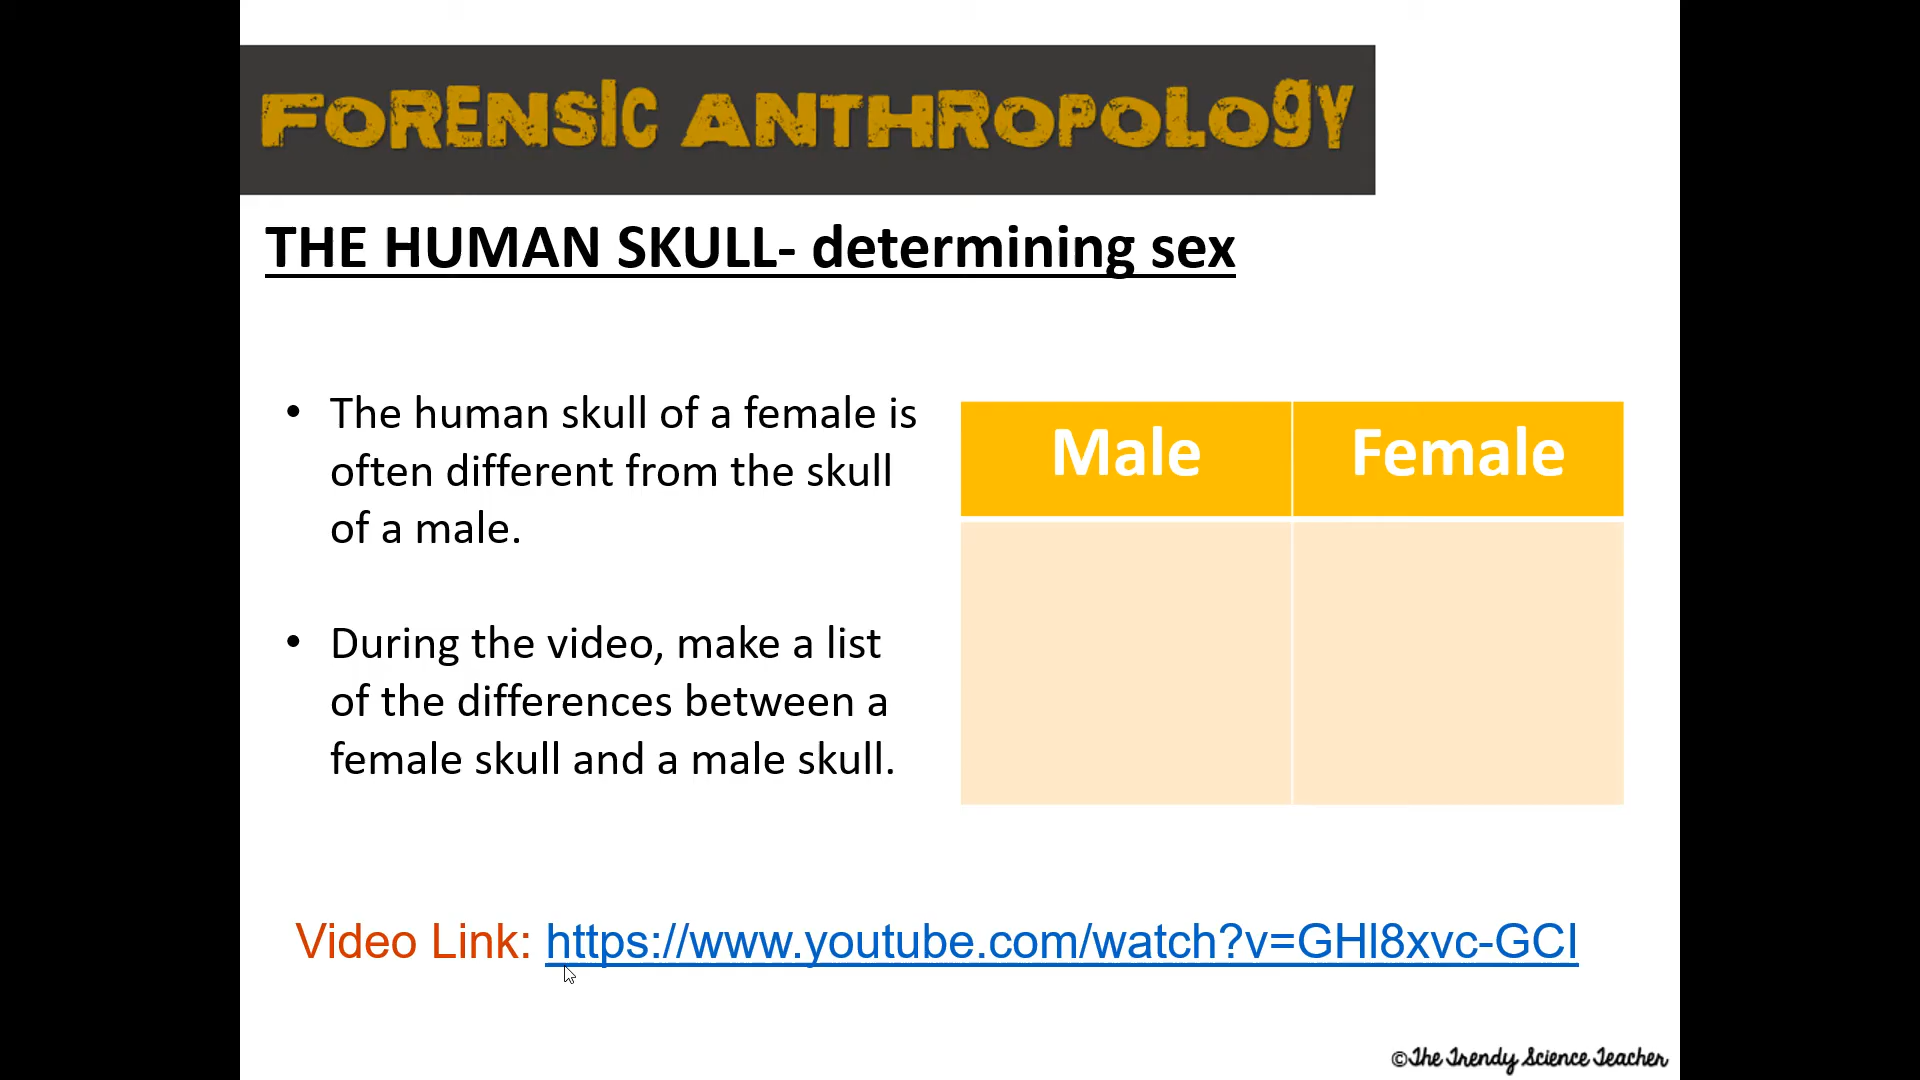 FORENSIC ANTHROPOLOGY
THE HUMAN SKULL- determining sex
• The human skull of a female is
often different from the skull
of a male.
• During the video, make a list
of the differences between a
female skull and a male skull.
Male Female
Video Link: https://www.youtube.com/watch?v=GHl8xvc-GCI
©The Trendy Science Teacher